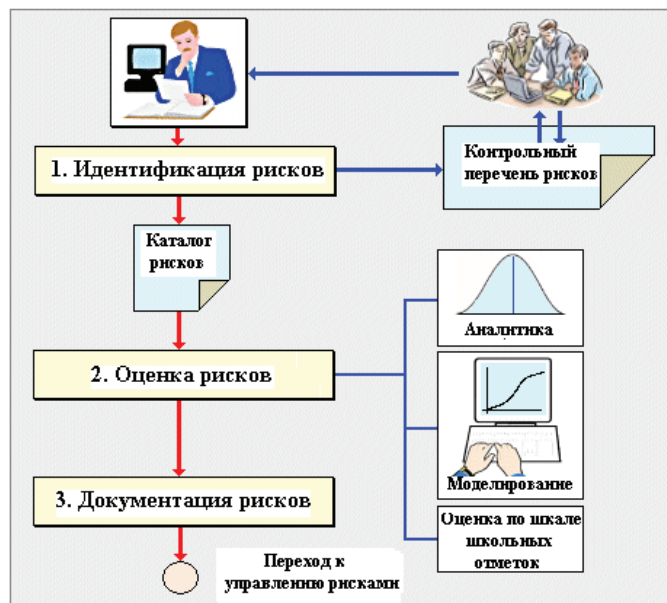 1. Идентификация рисков
Контрольный
перечень рисков
Каталог
рисков
Аналитика
2. Оценка рисков
Моделирование
3. Документация рисков
Оценка по шкале
школьных
отметок
Переход к
управлению рисками